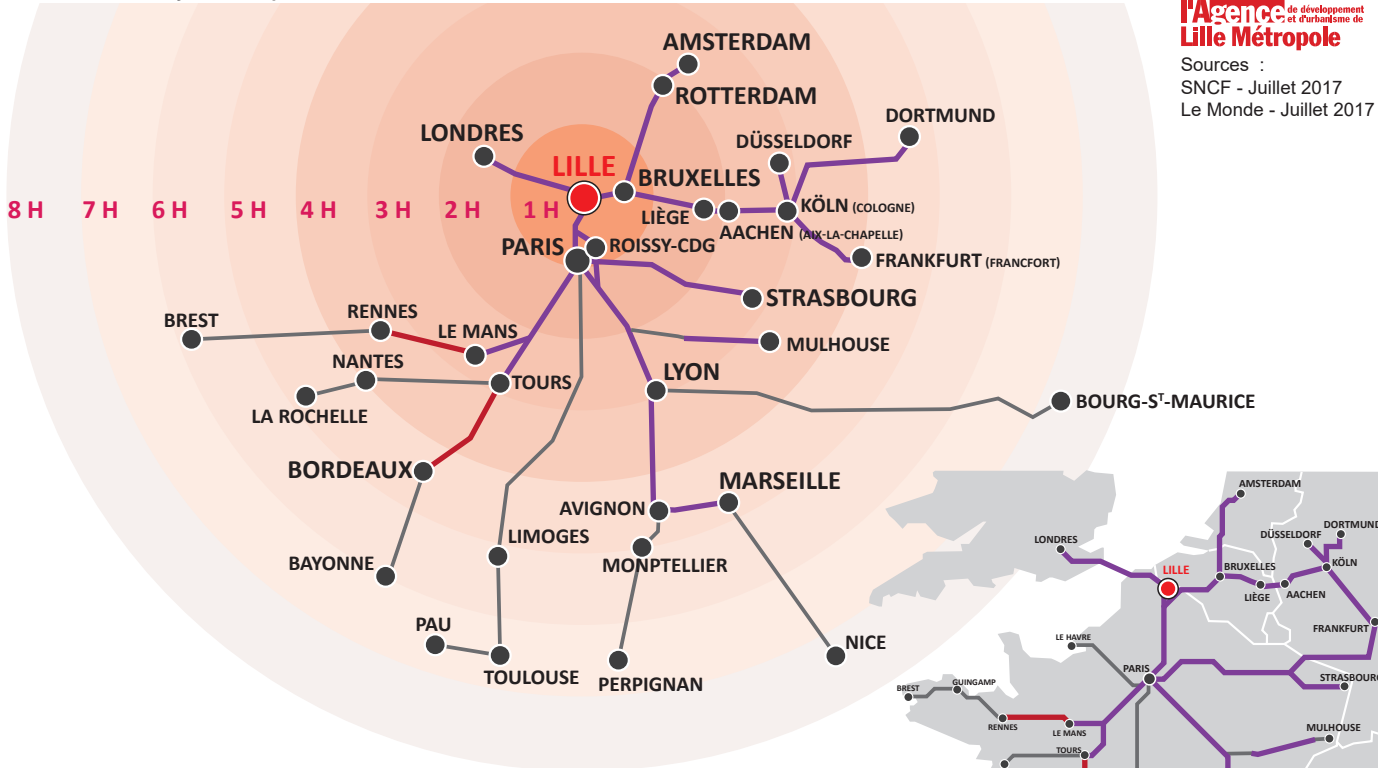 l'Agence de développement
et d'urbanisme de
Lille Métropole
Sources :
SNCF - Juillet 2017
Le Monde - Juillet 2017
AMSTERDAM
ROTTERDAM
LONDRES
DORTMUND
DÜSSELDORF
LILLE
BRUXELLES
8 H 7 H 6 H 5 H 4 H 3 H 2 H 1 H
LIÈGE
KÖLN (COLOGNE)
AACHEN (AIX-LA-CHAPELLE)
PARIS
ROISSY-CDG
FRANKFURT (FRANCFORT)
STRASBOURG
BREST
RENNES
LE MANS
MULHOUSE
NANTES
TOURS
LYON
LA ROCHELLE
BOURG-Sᵀ-MAURICE
BORDEAUX
MARSEILLE
AVIGNON
LIMOGES
MONPTELLIER
BAYONNE
PAU
TOULOUSE
PERPIGNAN
NICE
AMSTERDAM
LONDRES
DORTMUND
DÜSSELDORF
LILLE
BRUXELLES
KÖLN
LIÈGE
AACHEN
FRANKFURT
LE HAVRE
PARIS
STRASBOURG
BREST
GUINGAMP
RENNES
LE MANS
MULHOUSE
TOURS